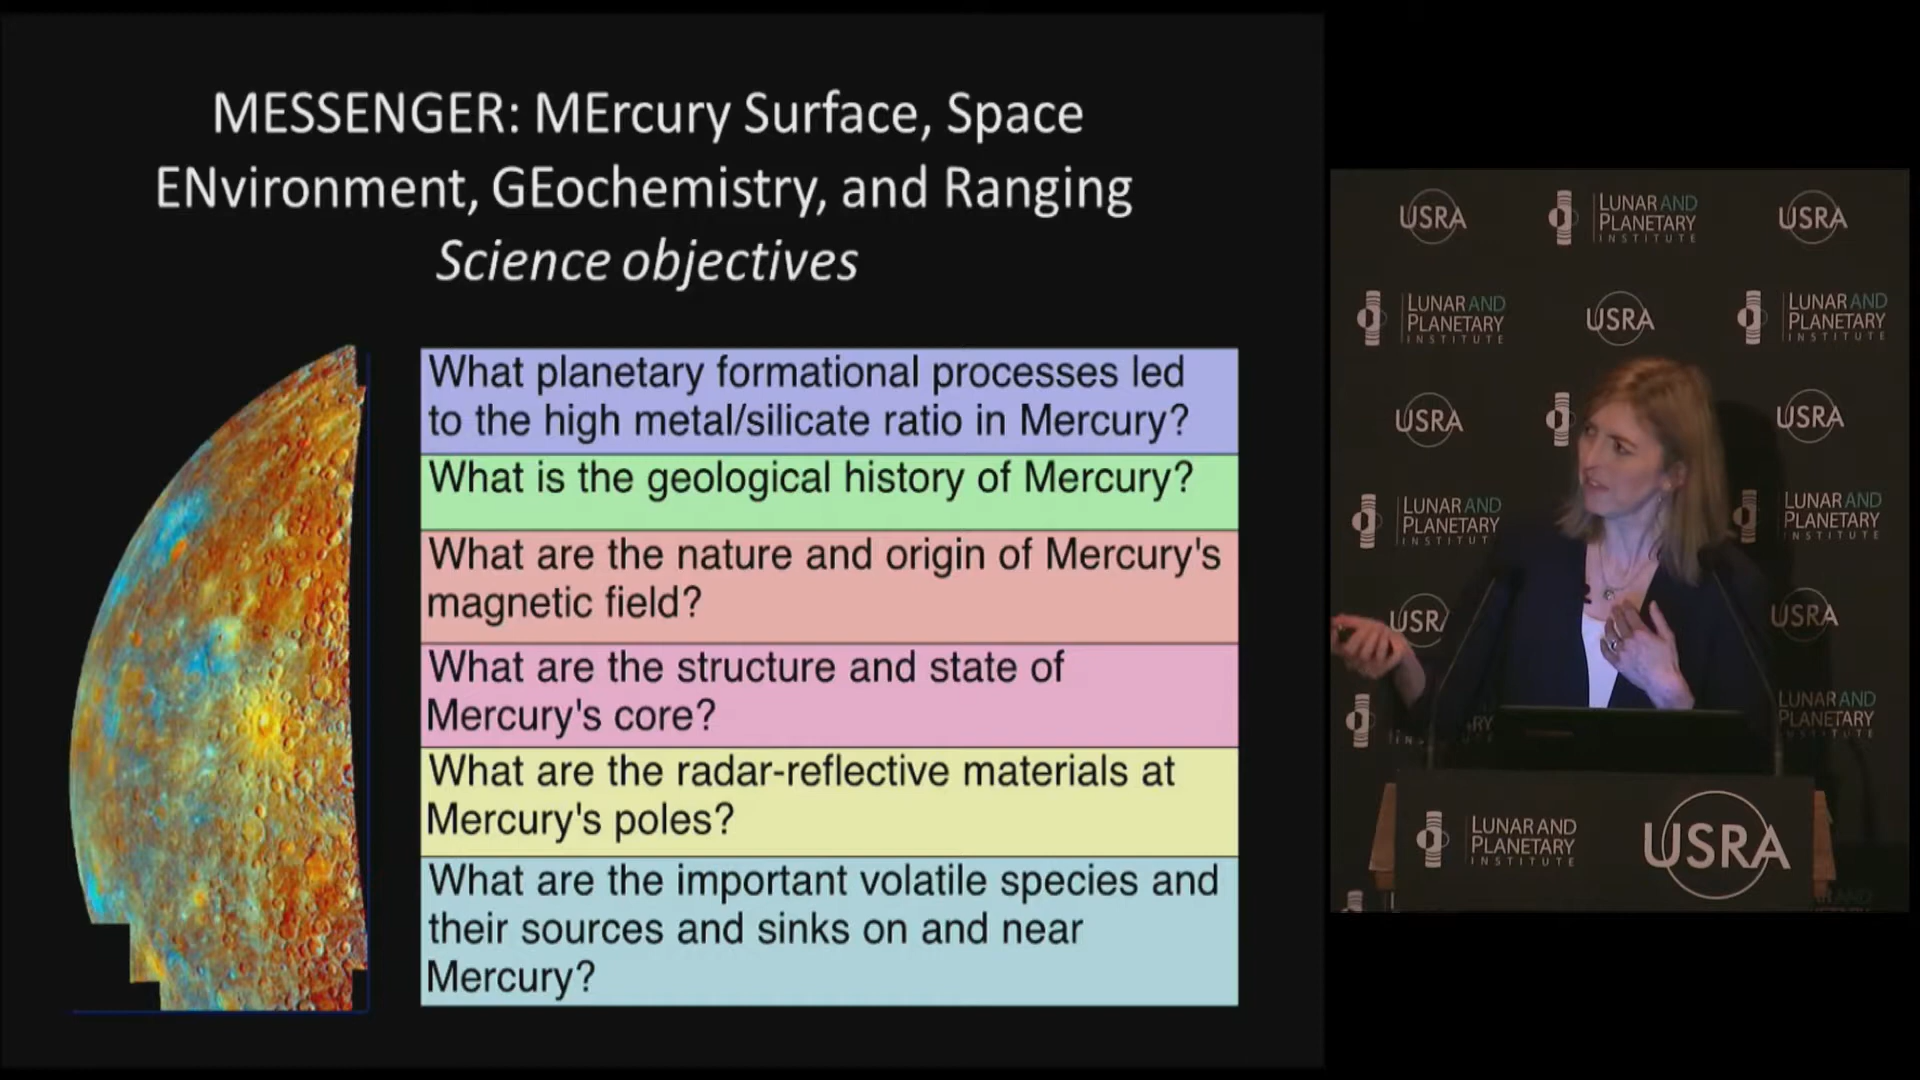 MESSENGER: MErcury Surface, Space
ENvironment, GEochemistry, and Ranging
Science objectives
What planetary formational processes led
to the high metal/silicate ratio in Mercury?
What is the geological history of Mercury?
What are the nature and origin of Mercury's
magnetic field?
What are the structure and state of
Mercury's core?
What are the radar-reflective materials at
Mercury's poles?
What are the important volatile species and
their sources and sinks on and near
Mercury?
USRA
LUNAR AND
PLANETARY
INSTITUTE
USRA
LUNAR AND
PLANETARY
INSTITUTE
USRA
LUNAR AND
PLANETARY
INSTITUTE
USRA
USRA
LUNAR AND
PLANETARY
LUNAR AND
PLANETARY
INSTITUTE
USRA
LUNAR AND
PLANETARY
LUNAR AND
PLANETARY
INSTITUTE
USRA